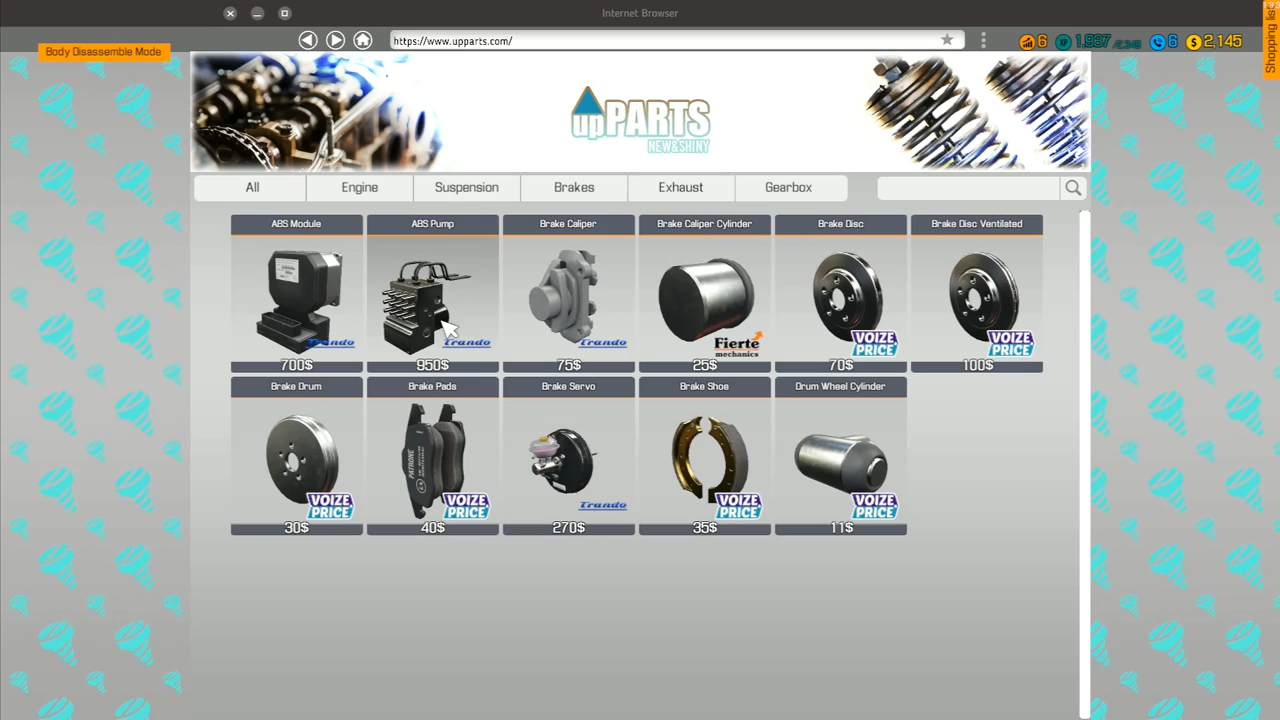 Internet Browser
https://www.upparts.com/
Body Disassemble Mode
6
6
2,145
Shopping list
upPARTS
NEW&SHINY
All Engine Suspension Brakes Exhaust Gearbox
ABS Module ABS Pump Brake Caliper Brake Caliper Cylinder Brake Disc Brake Disc Ventilated
Trando Trando Trando Fierté mechanics VOIZE PRICE VOIZE PRICE
700$ 950$ 75$ 25$ 70$ 100$
Brake Drum Brake Pads Brake Servo Brake Shoe Drum Wheel Cylinder
VOIZE PRICE VOIZE PRICE Trando VOIZE PRICE VOIZE PRICE
30$ 40$ 270$ 35$ 11$